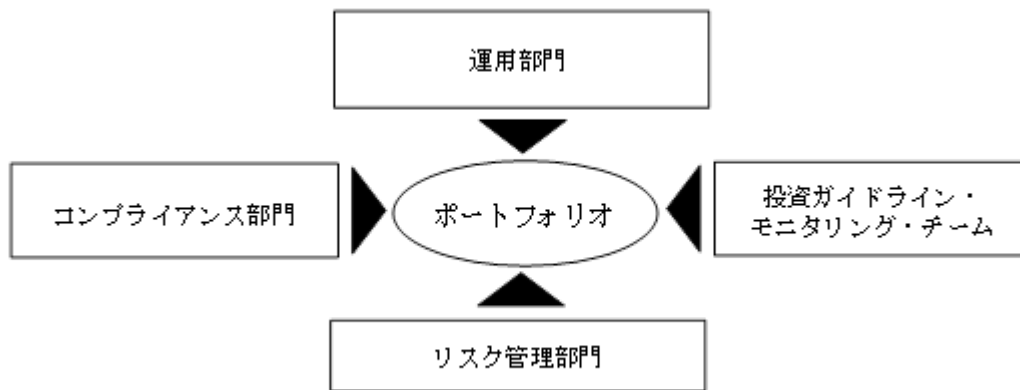 運用部門
コンプライアンス部門
ポートフォリオ
投資ガイドライン・
モニタリング・チーム
リスク管理部門